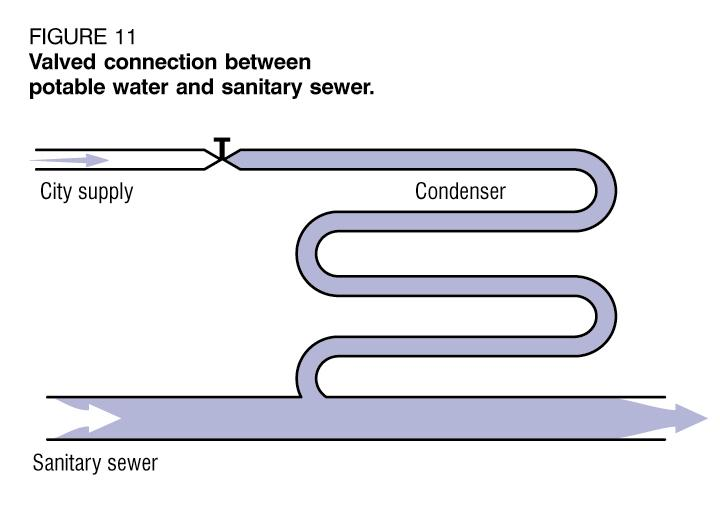 FIGURE 11
Valved connection between
potable water and sanitary sewer.
City supply
Condenser
Sanitary sewer